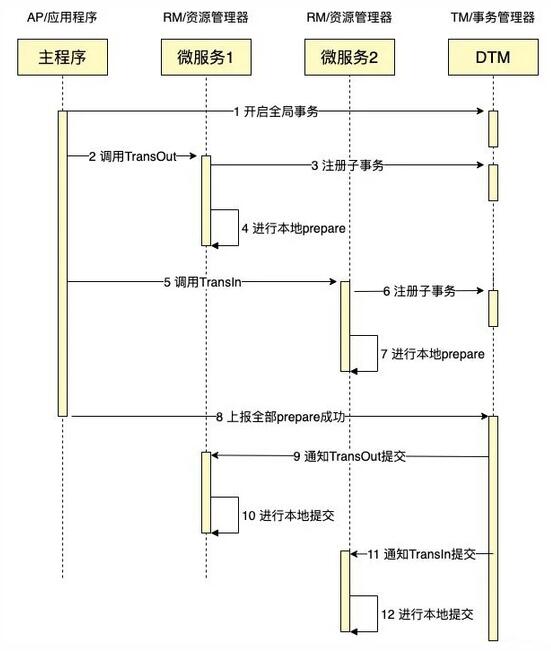 AP/应用程序
RM/资源管理器
RM/资源管理器
TM/事务管理器
主程序
微服务1
微服务2
DTM
1 开启全局事务
2 调用TransOut
3 注册子事务
4 进行本地prepare
5 调用TransIn
6 注册子事务
7 进行本地prepare
8 上报全部prepare成功
9 通知TransOut提交
10 进行本地提交
11 通知TransIn提交
12 进行本地提交